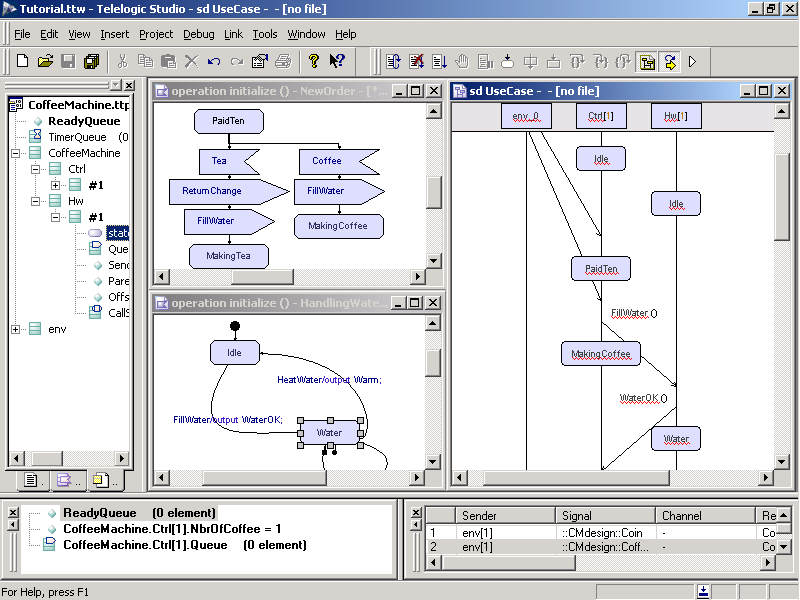 Tutorial.ttw - Telelogic Studio - sd UseCase - - [no file]
File Edit View Insert Project Debug Link Tools Window Help
CoffeeMachine.ttp
ReadyQueue
TimerQueue (0
CoffeeMachine
Ctrl
#1
Hw
#1
state
Que
Send
Pare
Offs
CallS
env
operation initialize () - NewOrder - [*...
PaidTen
Tea
Coffee
ReturnChange
FillWater
FillWater
MakingCoffee
MakingTea
operation initialize () - HandlingWate...
Idle
HeatWater/output Warm;
FillWater/output WaterOK;
Water
sd UseCase - - [no file]
env_0
Ctrl[1]
Hw[1]
Idle
Idle
PaidTen
FillWater ()
MakingCoffee
WaterOK ()
Water
ReadyQueue (0 element)
CoffeeMachine.Ctrl[1].NbrOfCoffee = 1
CoffeeMachine.Ctrl[1].Queue (0 element)
Sender Signal Channel Re
1 env[1] ::CMdesign::Coin - Co
2 env[1] ::CMdesign::Coff... - Co
For Help, press F1